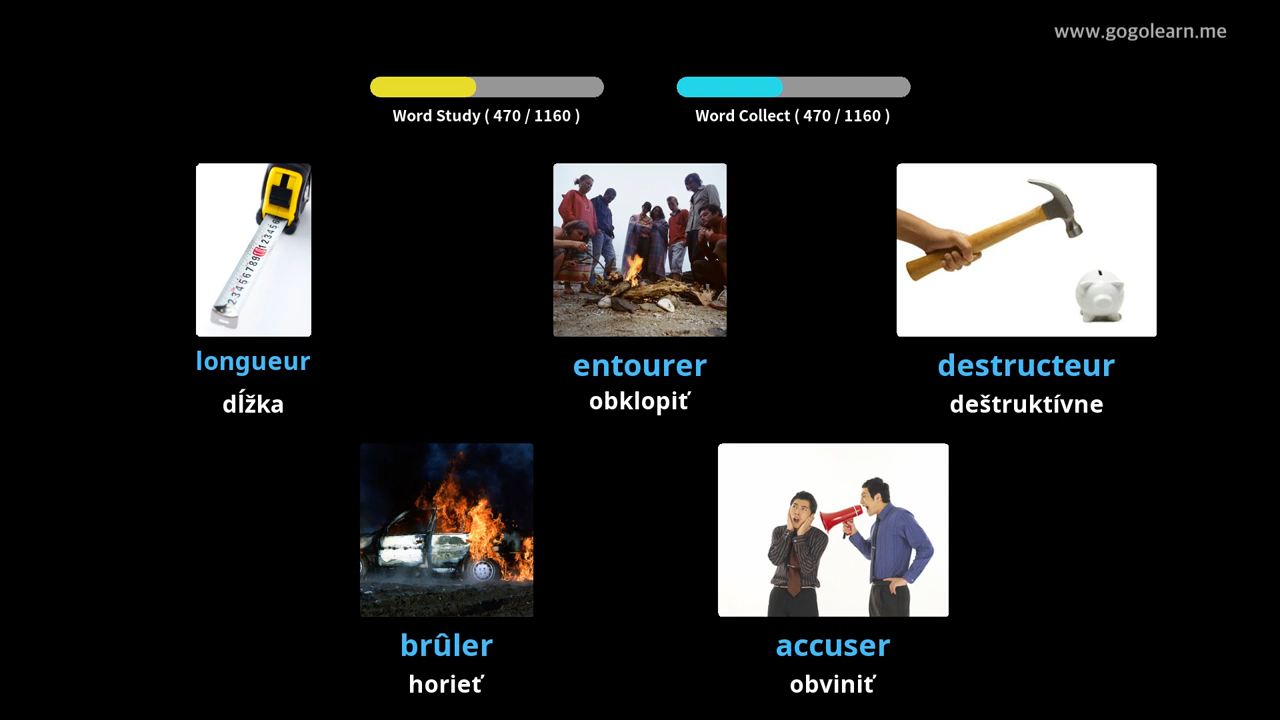 www.gogolearn.me
Word Study ( 470 / 1160 )
Word Collect ( 470 / 1160 )
longueur
dĺžka
entourer
obklopiť
destructeur
deštruktívne
brûler
horieť
accuser
obviniť